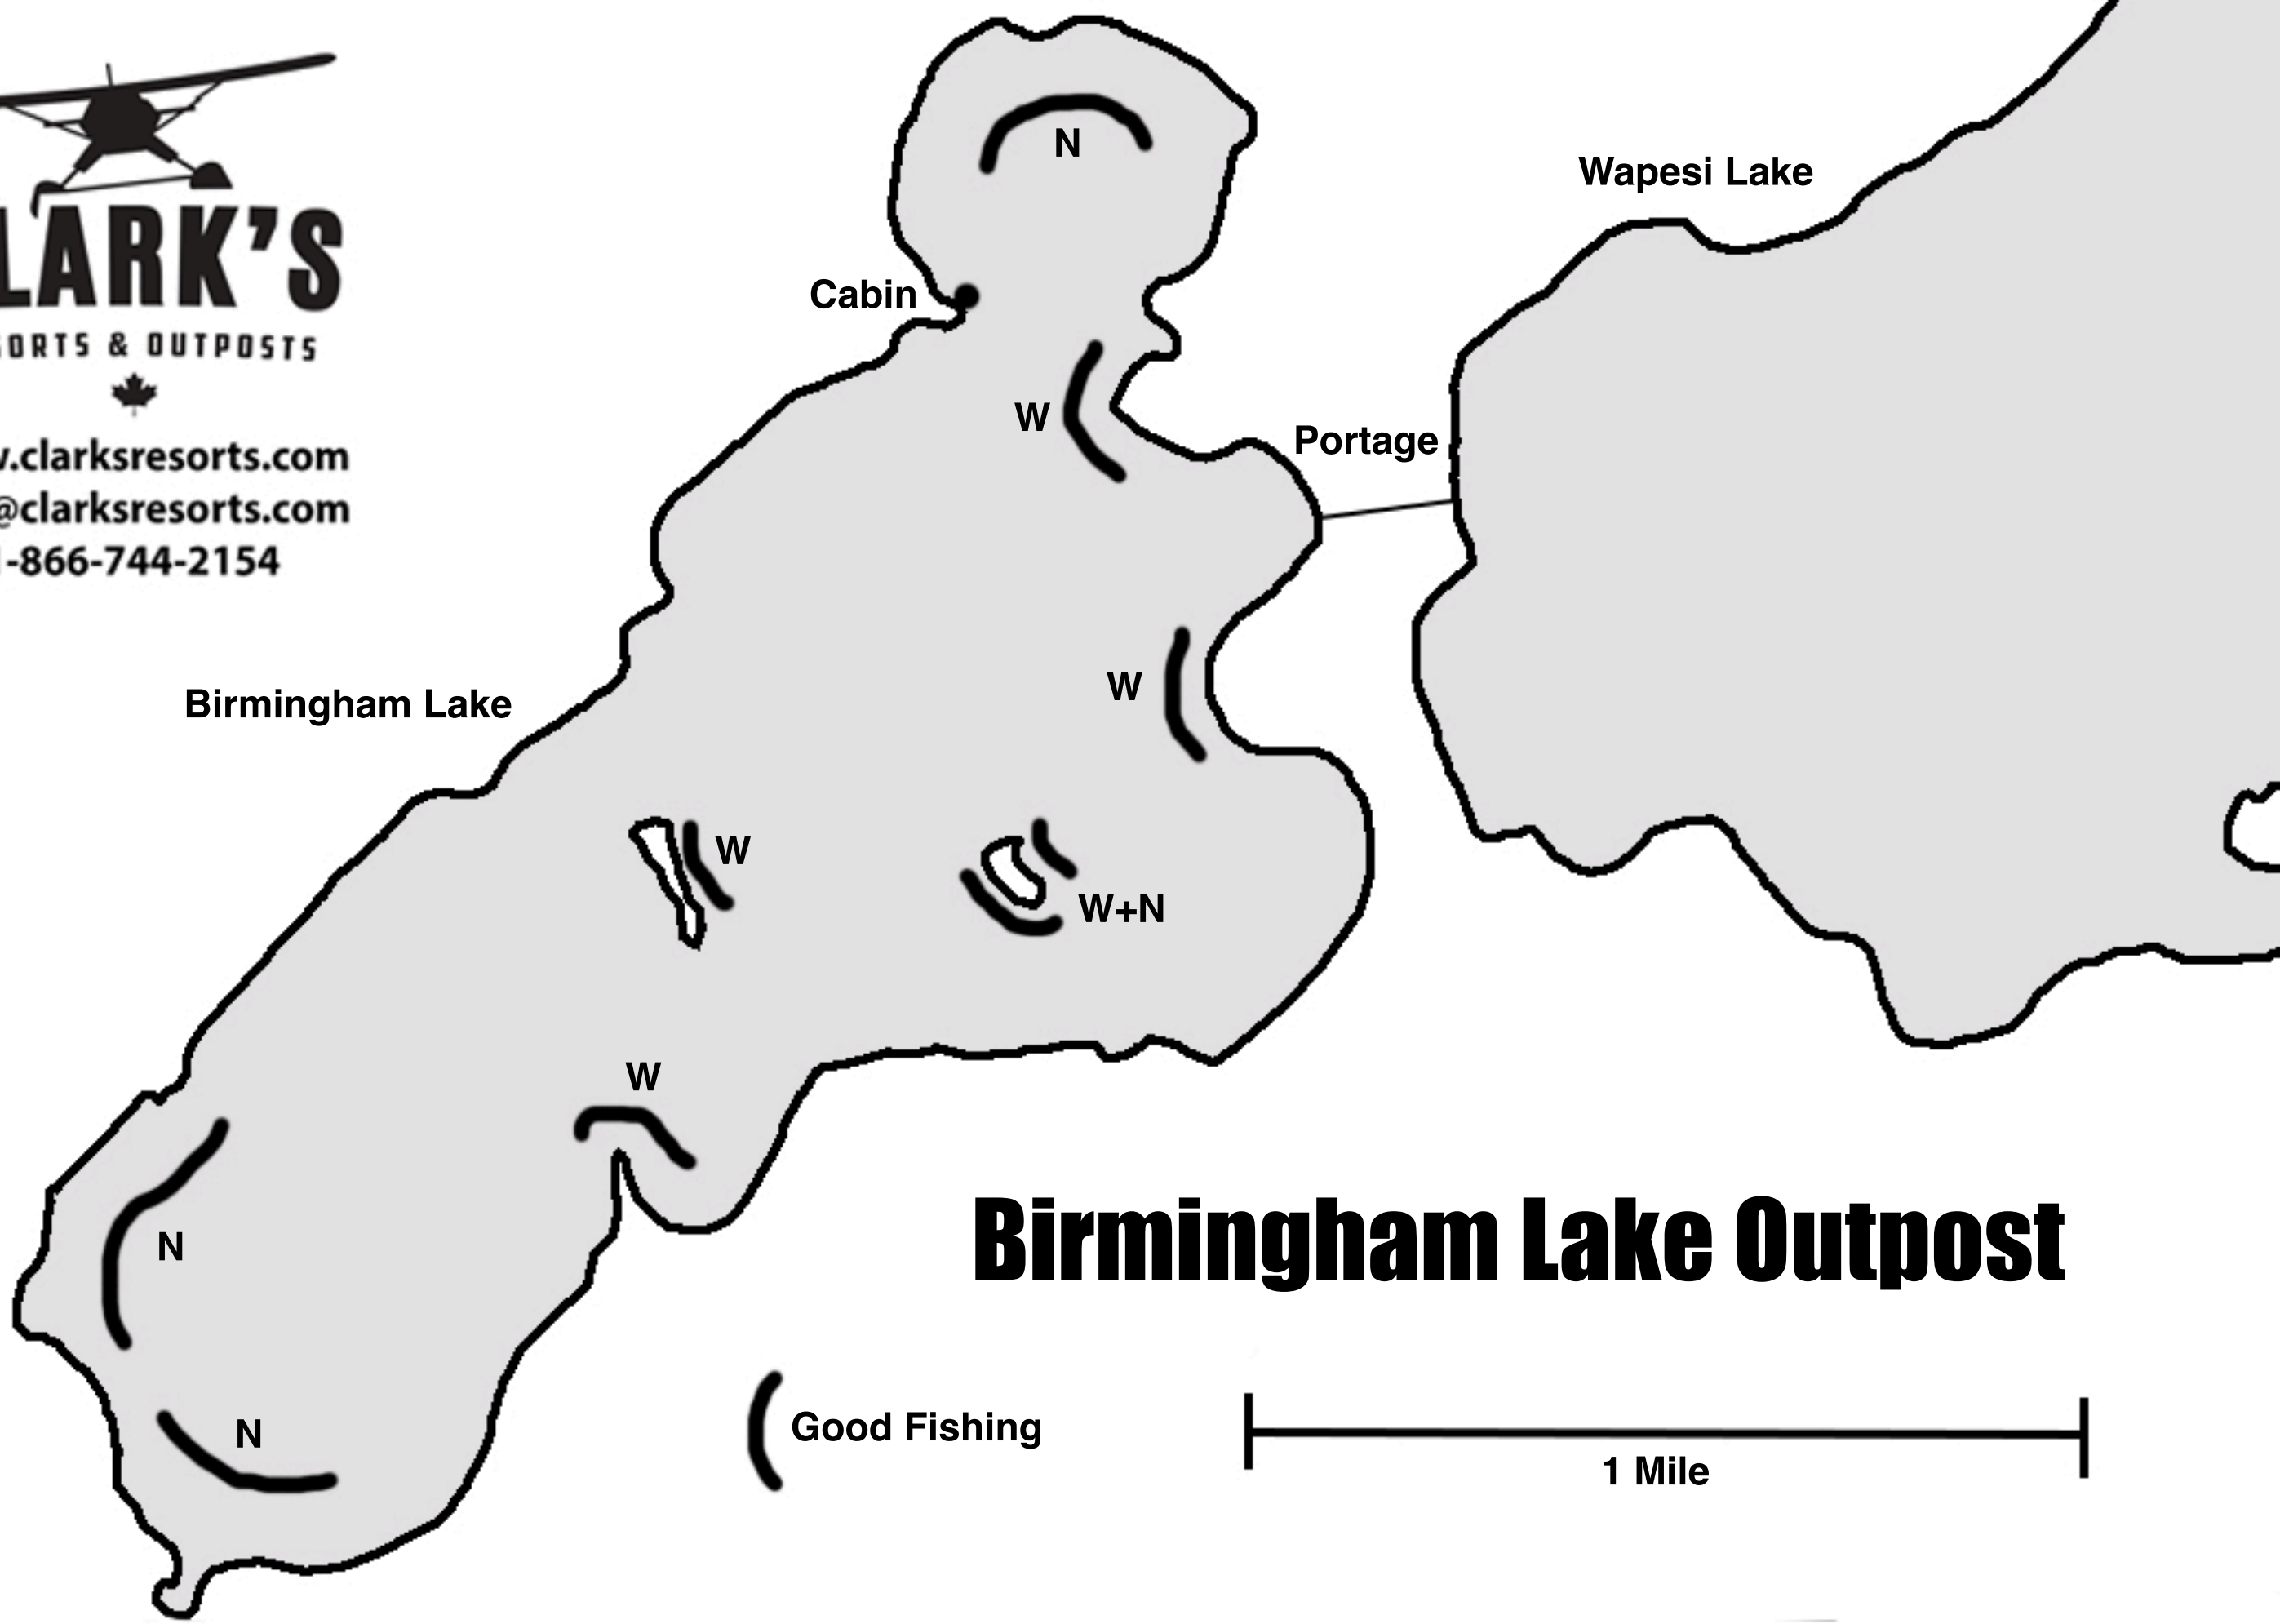 LARK'S
ORTS & OUTPOSTS
.clarksresorts.com
@clarksresorts.com
-866-744-2154
N
Wapesi Lake
Cabin
W
Portage
W
Birmingham Lake
W
W+N
W
N
N
Birmingham Lake Outpost
Good Fishing
1 Mile